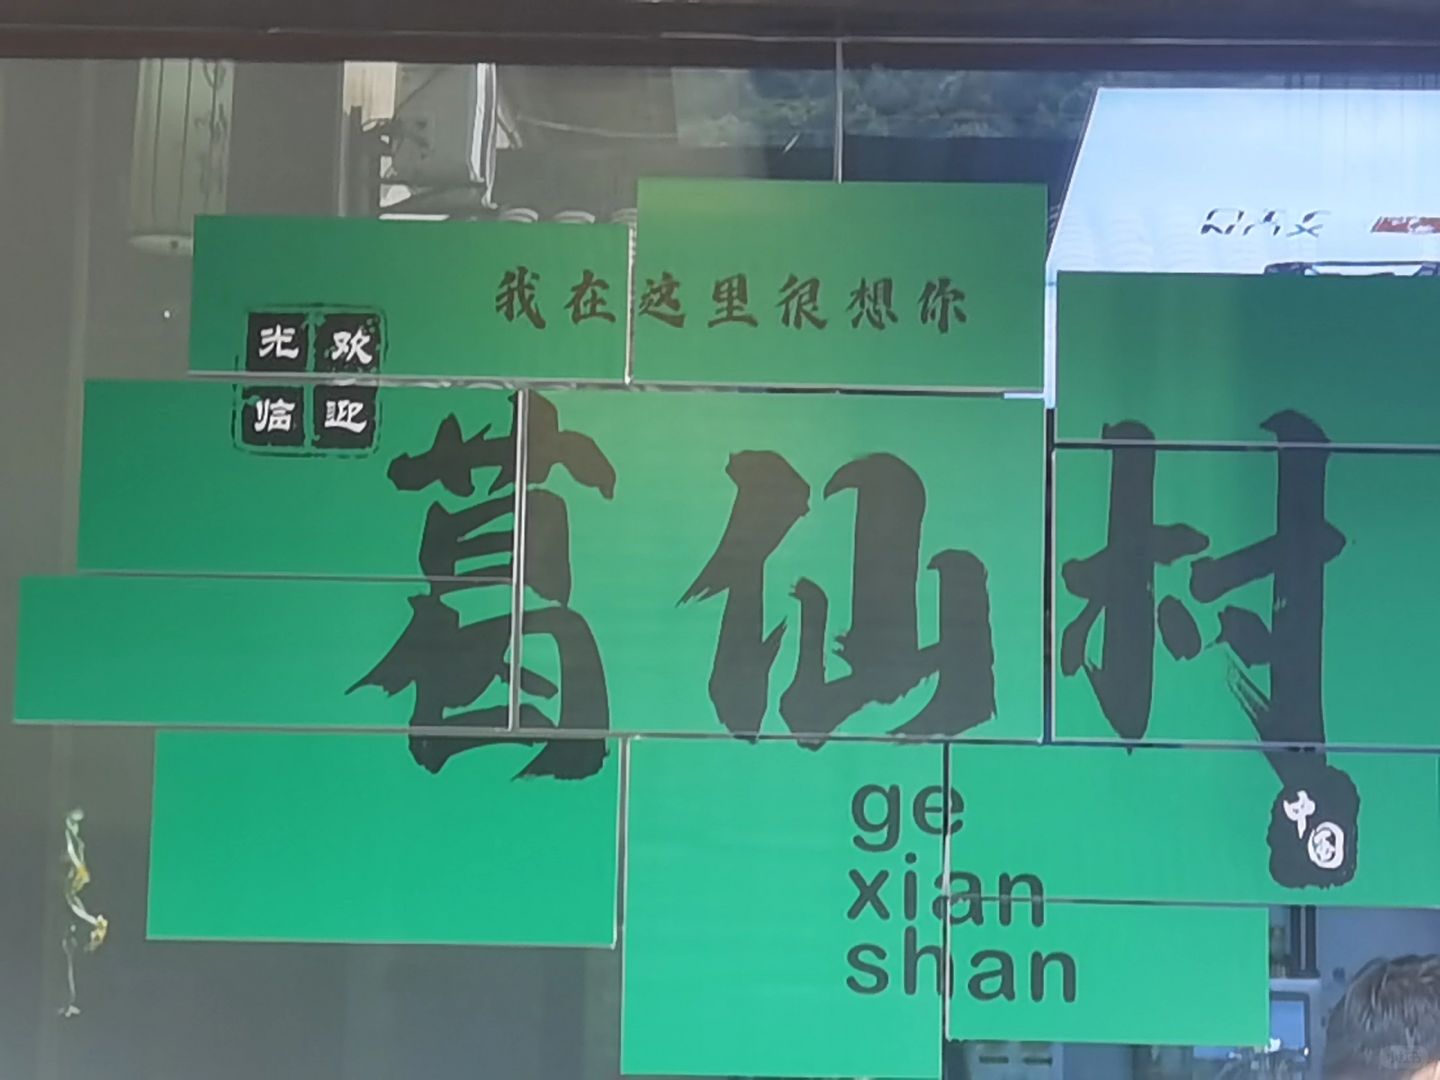 我在这里很想你
欢迎
光临
葛仙村
ge
xian
shan
中国